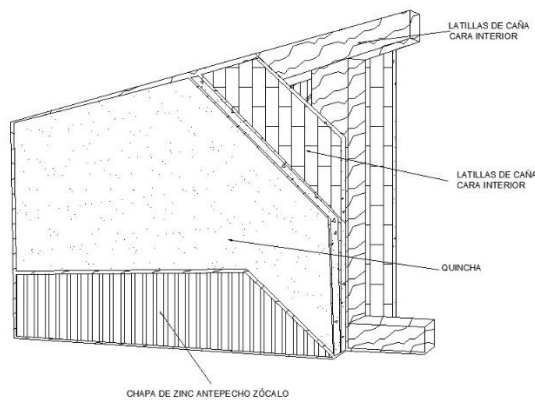 LATILLAS DE CAÑA
CARA INTERIOR
LATILLAS DE CAÑA
CARA INTERIOR
QUINCHA
CHAPA DE ZINC ANTEPECHO ZÓCALO